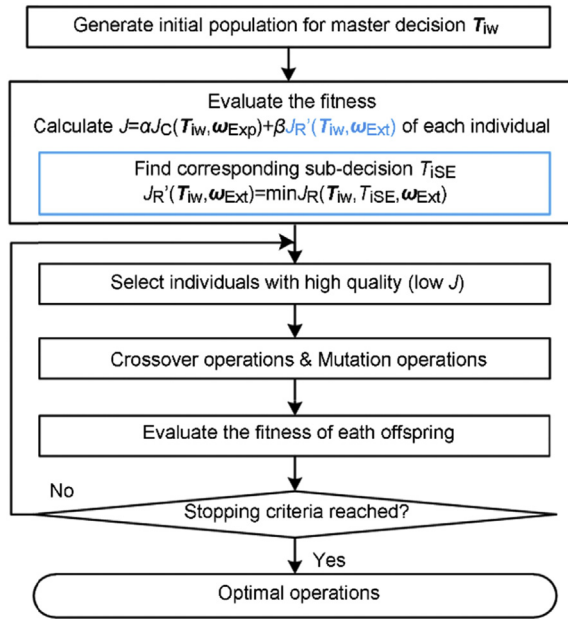 Generate initial population for master decision Tiw
Evaluate the fitness
Calculate J=αJC(Tiw,ωExp)+βJR'(Tiw,ωExt) of each individual
Find corresponding sub-decision TiSE
JR'(Tiw,ωExt)=minJR(Tiw,TiSE,ωExt)
Select individuals with high quality (low J)
Crossover operations & Mutation operations
Evaluate the fitness of eath offspring
No
Stopping criteria reached?
Yes
Optimal operations